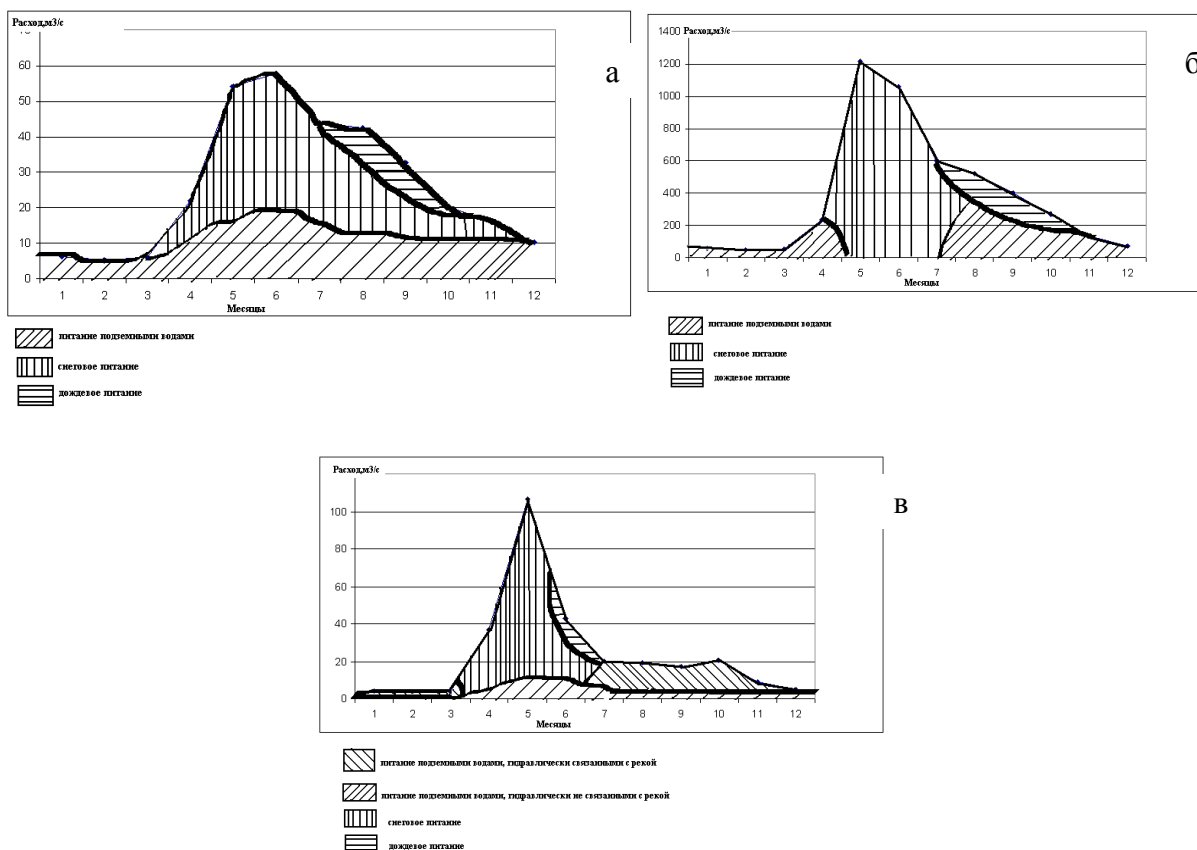 Расход,м3/с
70
60
50
40
30
20
10
0
1 2 3 4 5 6 7 8 9 10 11 12
Месяцы
а
питание подземными водами
снеговое питание
дождевое питание
Расход,м3/с
1400
1200
1000
800
600
400
200
0
1 2 3 4 5 6 7 8 9 10 11 12
Месяцы
б
питание подземными водами
снеговое питание
дождевое питание
Расход,м3/с
100
80
60
40
20
0
1 2 3 4 5 6 7 8 9 10 11 12
Месяцы
в
питание подземными водами, гидравлически связанными с рекой
питание подземными водами, гидравлически не связанными с рекой
снеговое питание
дождевое питание